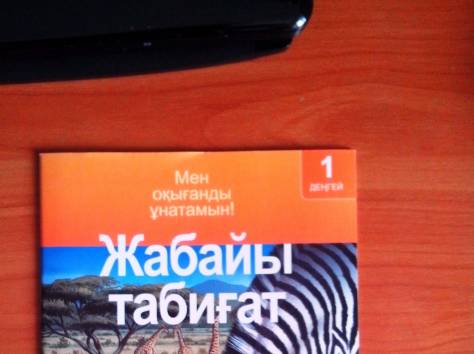 Мен
оқығанды
ұнатамын!
1
ДЕҢГЕЙ
Жабайы
табиғат